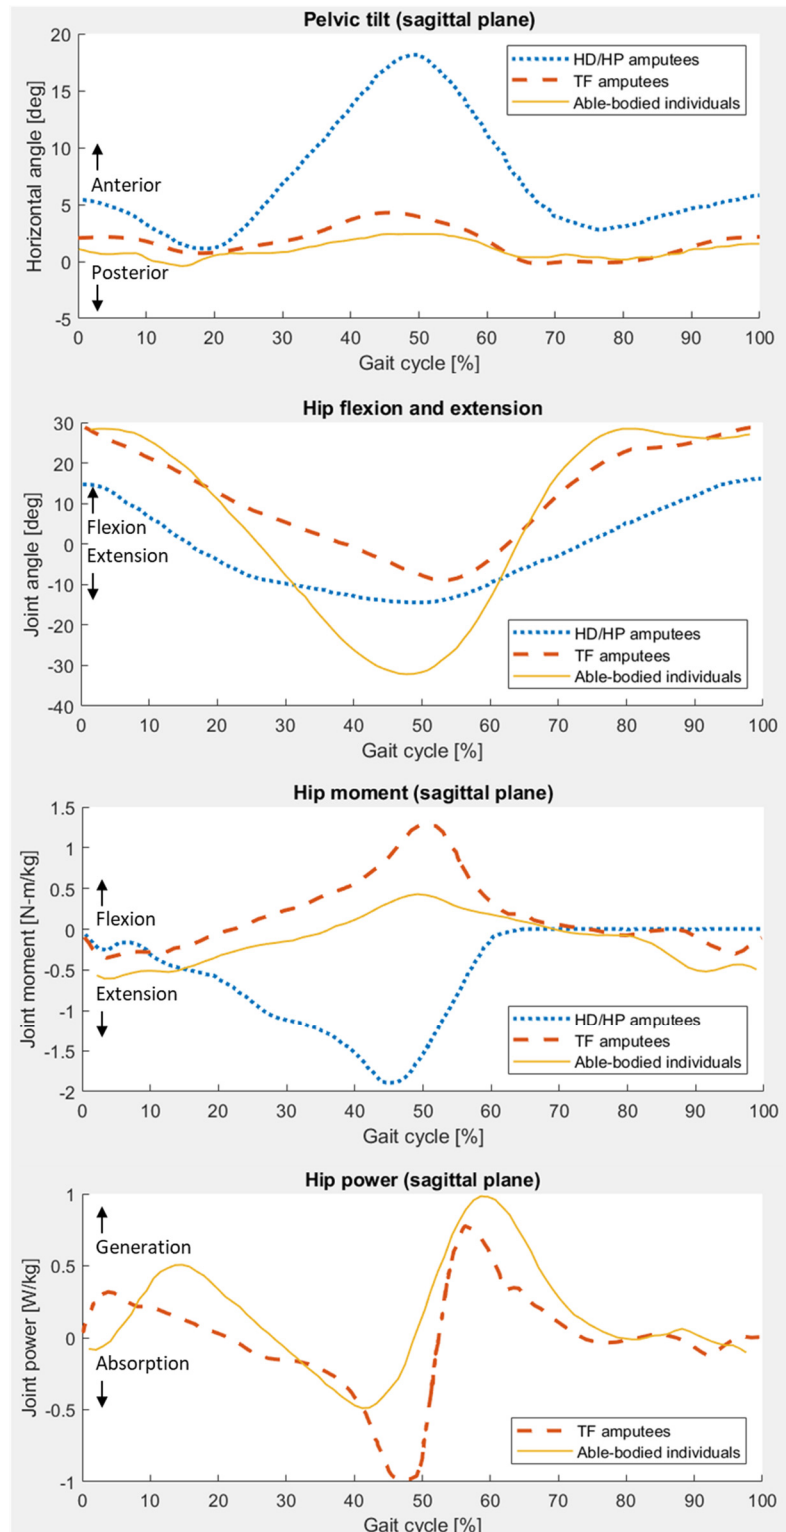 Pelvic tilt (sagittal plane)
20
15
10
5
0
-5
Horizontal angle [deg]
Anterior
Posterior
HD/HP amputees
TF amputees
Able-bodied individuals
0 10 20 30 40 50 60 70 80 90 100
Gait cycle [%]
Hip flexion and extension
30
20
10
0
-10
-20
-30
-40
Joint angle [deg]
Flexion
Extension
HD/HP amputees
TF amputees
Able-bodied individuals
0 10 20 30 40 50 60 70 80 90 100
Gait cycle [%]
Hip moment (sagittal plane)
1.5
1
0.5
0
-0.5
-1
-1.5
-2
Joint moment [N-m/kg]
Flexion
Extension
HD/HP amputees
TF amputees
Able-bodied individuals
0 10 20 30 40 50 60 70 80 90 100
Gait cycle [%]
Hip power (sagittal plane)
1
0.5
0
-0.5
-1
Joint power [W/kg]
Generation
Absorption
TF amputees
Able-bodied individuals
0 10 20 30 40 50 60 70 80 90 100
Gait cycle [%]